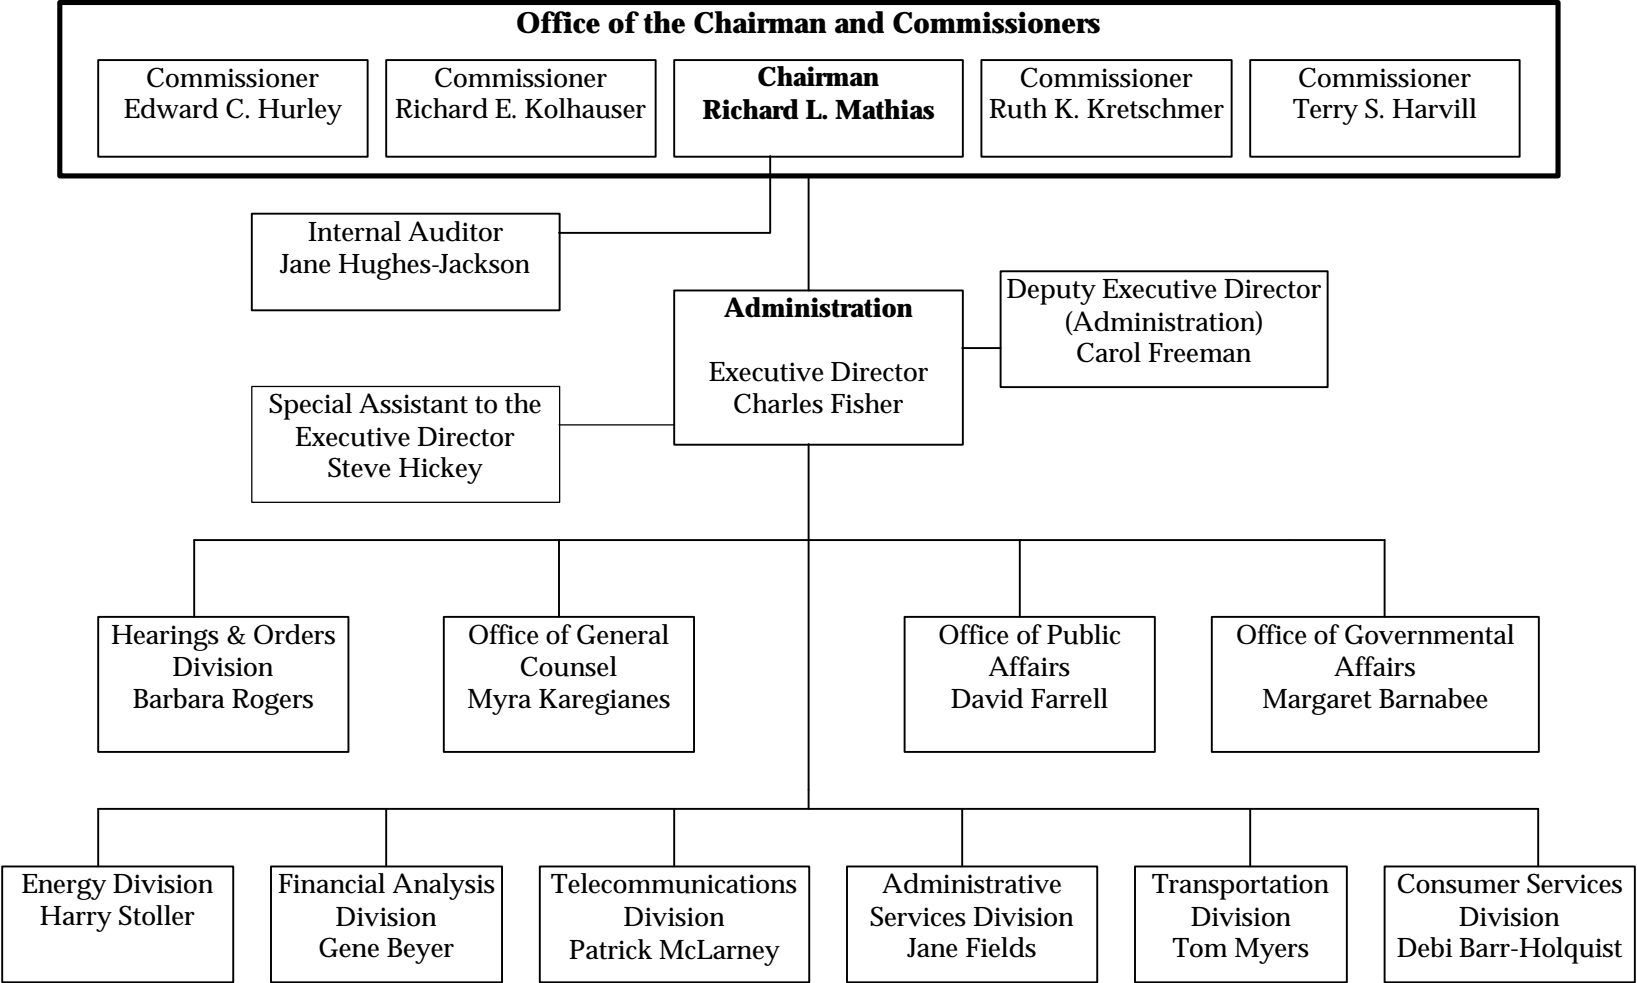 Office of the Chairman and Commissioners
Commissioner
Edward C. Hurley
Commissioner
Richard E. Kolhauser
Chairman
Richard L. Mathias
Commissioner
Ruth K. Kretschmer
Commissioner
Terry S. Harvill
Internal Auditor
Jane Hughes-Jackson
Administration
Executive Director
Charles Fisher
Deputy Executive Director
(Administration)
Carol Freeman
Special Assistant to the
Executive Director
Steve Hickey
Hearings & Orders
Division
Barbara Rogers
Office of General
Counsel
Myra Karegianes
Office of Public
Affairs
David Farrell
Office of Governmental
Affairs
Margaret Barnabee
Energy Division
Harry Stoller
Financial Analysis
Division
Gene Beyer
Telecommunications
Division
Patrick McLarney
Administrative
Services Division
Jane Fields
Transportation
Division
Tom Myers
Consumer Services
Division
Debi Barr-Holquist